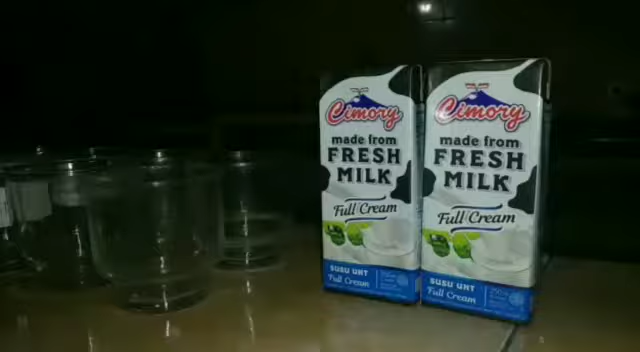 Cimory
made from
FRESH
MILK
Full Cream
SUSU UHT
Full Cream
Cimory
made from
FRESH
MILK
Full Cream
SUSU UHT
Full Cream